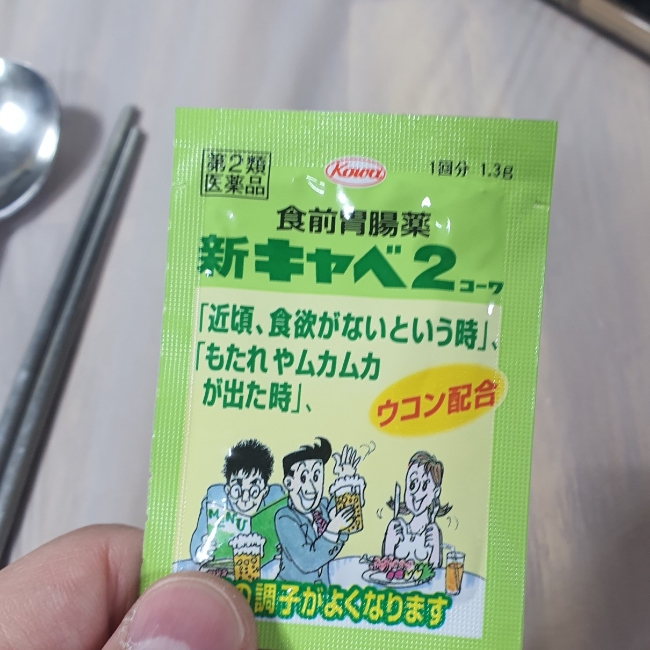 第2類
医薬品
Kowa
1回分 1.3g
食前胃腸薬
新キャベ2コーワ
「近頃、食欲がないという時」、
「もたれやムカムカ
が出た時」、
ウコン配合
MENU
の調子がよくなります